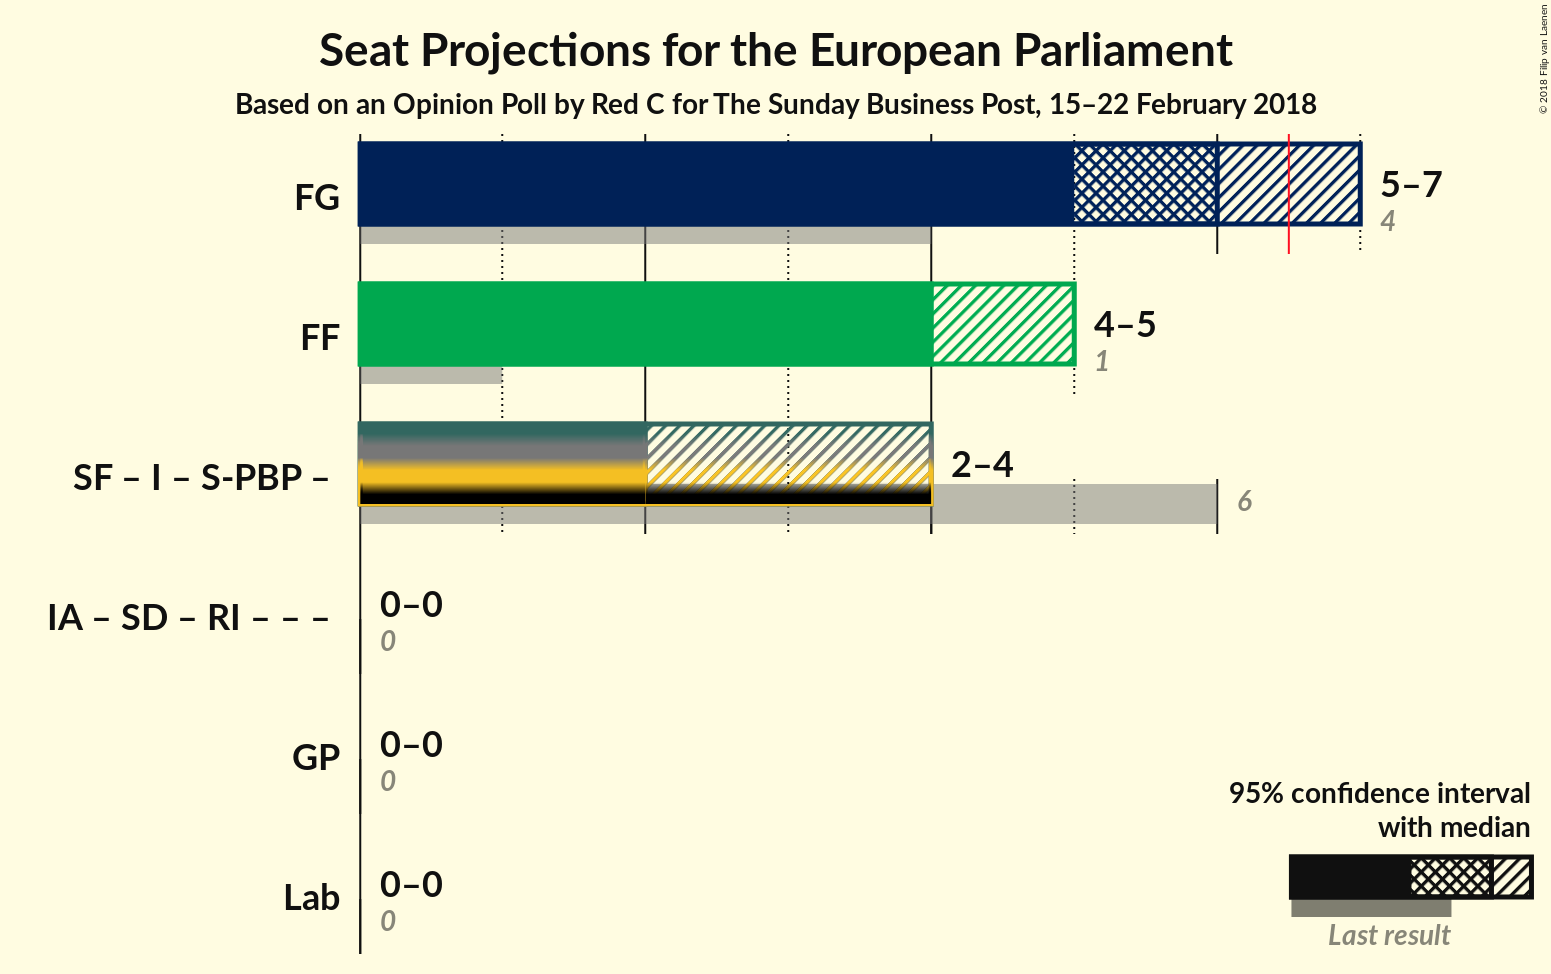 Seat Projections for the European Parliament
Based on an Opinion Poll by Red C for The Sunday Business Post, 15–22 February 2018
© 2018 Filip van Laenen
FG
5–7
4
FF
4–5
1
SF – I – S-PBP –
2–4
6
IA – SD – RI – – –
0–0
0
GP
0–0
0
Lab
0–0
0
95% confidence interval
with median
Last result